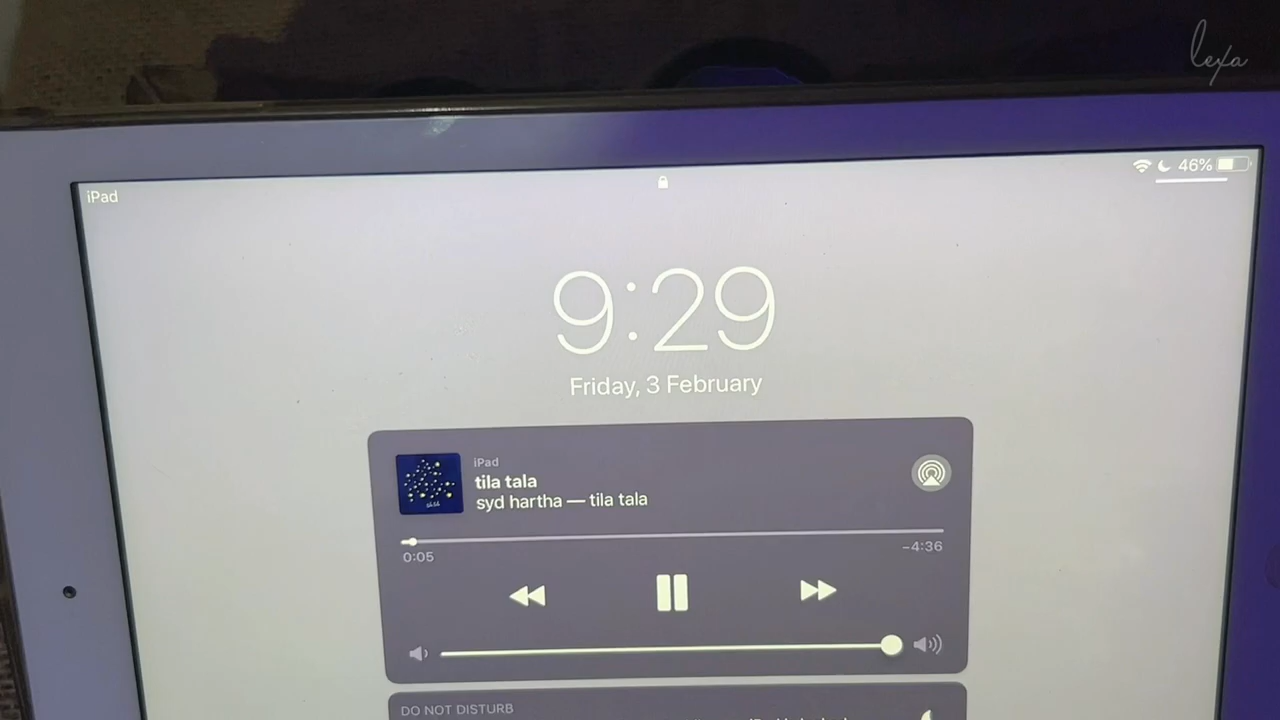 lexa
iPad
46%
9:29
Friday, 3 February
iPad
tila tala
syd hartha — tila tala
0:05
-4:36
DO NOT DISTURB